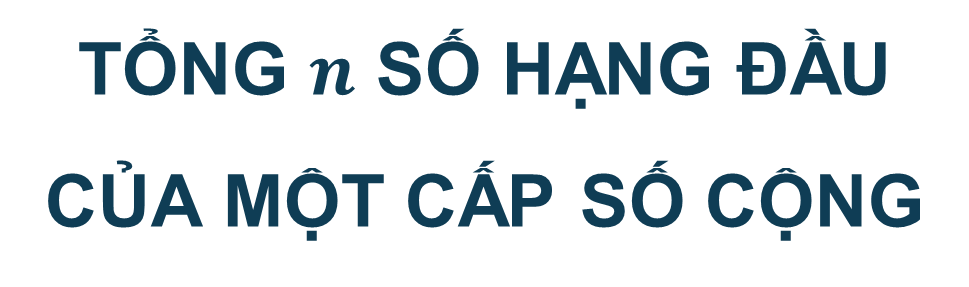 TỔNG n SỐ HẠNG ĐẦU
CỦA MỘT CẤP SỐ CỘNG